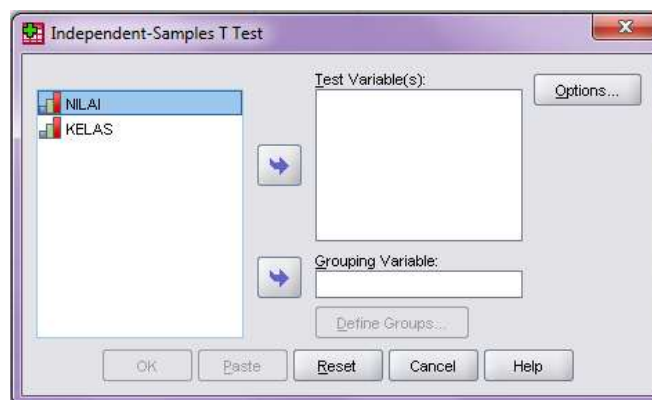 Independent-Samples T Test
NILAI
KELAS
Test Variable(s):
Options...
Grouping Variable:
Define Groups...
OK
Paste
Reset
Cancel
Help